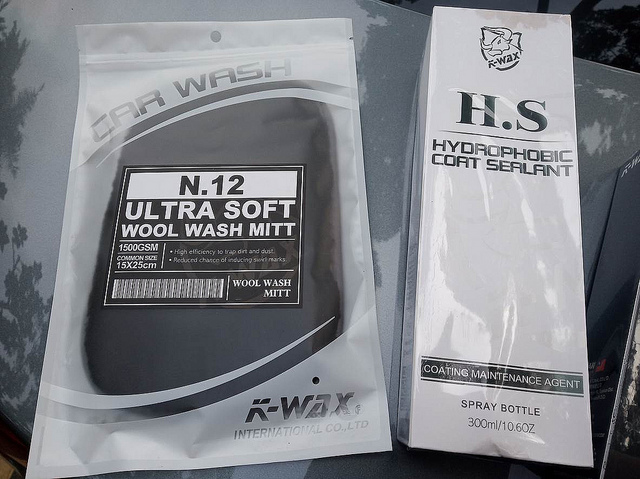 CAR WASH
N.12
ULTRA SOFT
WOOL WASH MITT
1500GSM
COMMON SIZE
15X25cm
• High efficiency to trap dirt and dust.
• Reduced chance of inducing swirl marks.
WOOL WASH
MITT
K-WAX
INTERNATIONAL CO.,LTD
K-WAX
H.S
HYDROPHOBIC
COAT SEALANT
COATING MAINTENANCE AGENT
SPRAY BOTTLE
300ml/10.6OZ